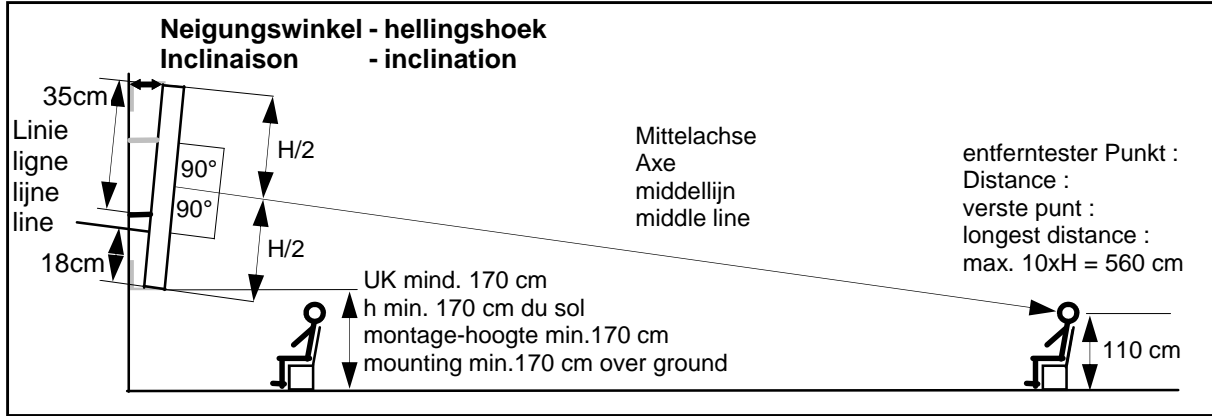 Neigungswinkel - hellingshoek
Inclinaison - inclination
35cm
Linie
ligne
lijne
line
18cm
H/2
90°
90°
H/2
Mittelachse
Axe
middellijn
middle line
entferntester Punkt :
Distance :
verste punt :
longest distance :
max. 10xH = 560 cm
UK mind. 170 cm
h min. 170 cm du sol
montage-hoogte min.170 cm
mounting min.170 cm over ground
110 cm